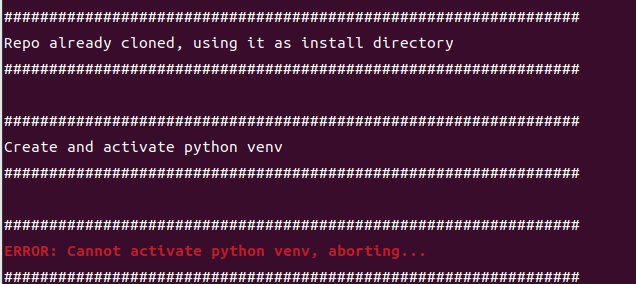 ################################################################
Repo already cloned, using it as install directory
################################################################
################################################################
Create and activate python venv
################################################################
################################################################
ERROR: Cannot activate python venv, aborting...
################################################################